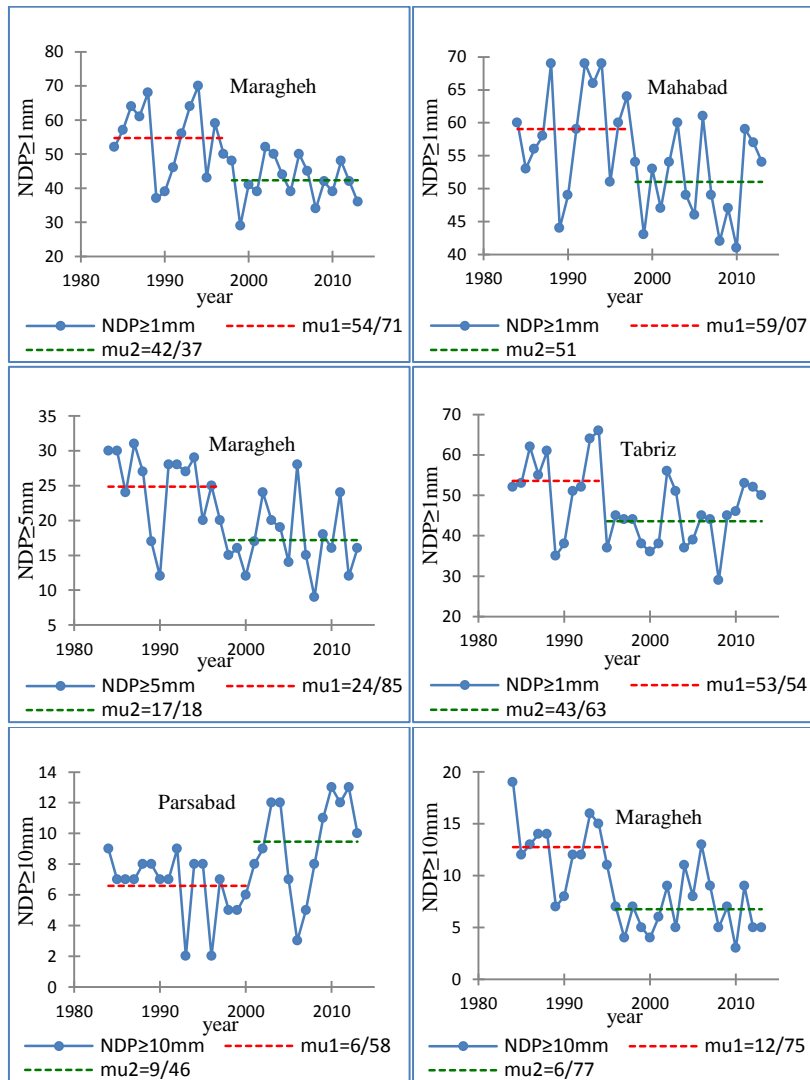 80
70
60
50
40
30
20
NDP≥1mm
Maragheh
1980 1990 2000 2010
year
NDP≥1mm mu1=54/71
mu2=42/37
70
65
60
55
50
45
40
NDP≥1mm
Mahabad
1980 1990 2000 2010
year
NDP≥1mm mu1=59/07
mu2=51
35
30
25
20
15
10
5
NDP≥5mm
Maragheh
1980 1990 2000 2010
year
NDP≥5mm mu1=24/85
mu2=17/18
70
60
50
40
30
20
NDP≥1mm
Tabriz
1980 1990 2000 2010
year
NDP≥1mm mu1=53/54
mu2=43/63
14
12
10
8
6
4
2
0
NDP≥10mm
Parsabad
1980 1990 2000 2010
year
NDP≥10mm mu1=6/58
mu2=9/46
20
15
10
5
0
NDP≥10mm
Maragheh
1980 1990 2000 2010
year
NDP≥10mm mu1=12/75
mu2=6/77